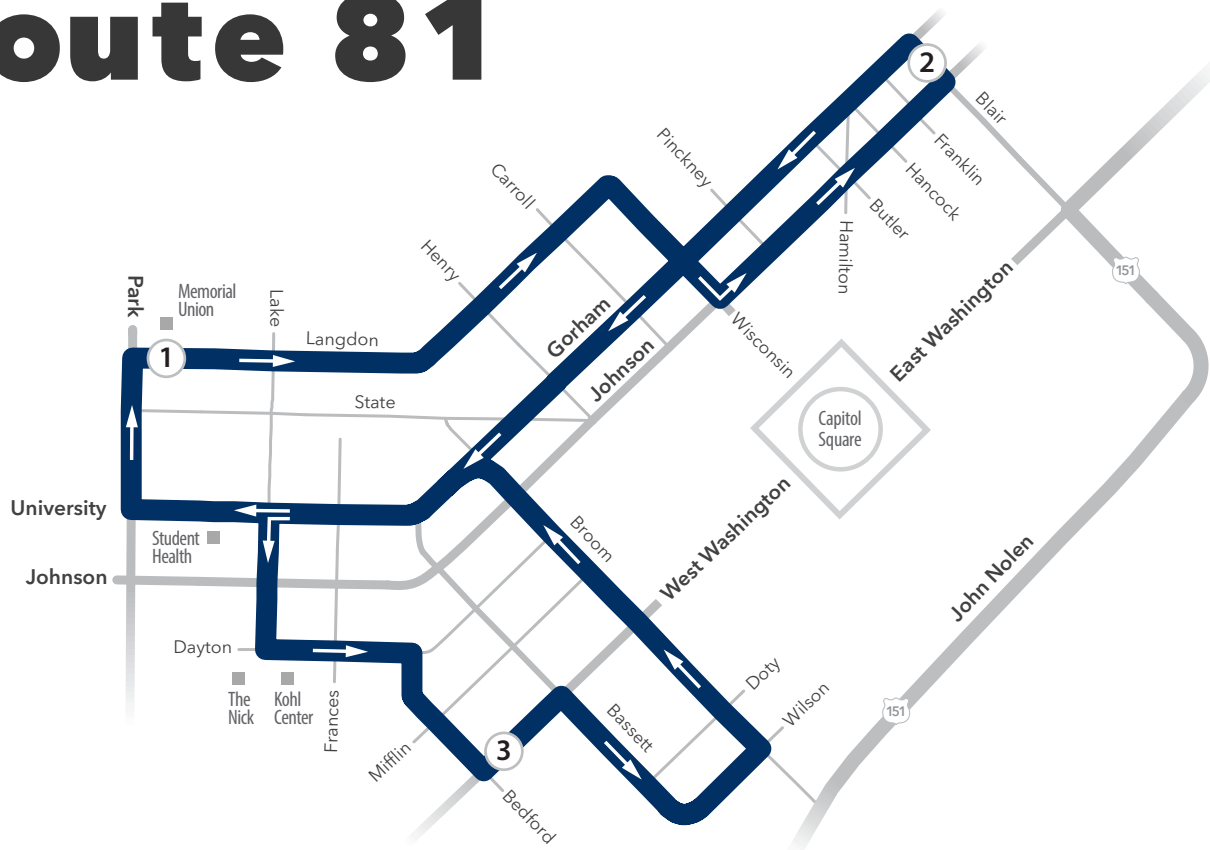 oute 81
2
Blair
Pinckney
Franklin
Carroll
Hancock
Butler
Henry
Hamilton
151
Park
Memorial
Union
Lake
Langdon
Gorham
Johnson
Wisconsin
East Washington
1
State
Capitol
Square
University
Student
Health
Johnson
Broom
West Washington
John Nolen
Dayton
The
Nick
Kohl
Center
Frances
Mifflin
3
Bedford
Bassett
Doty
Wilson
151